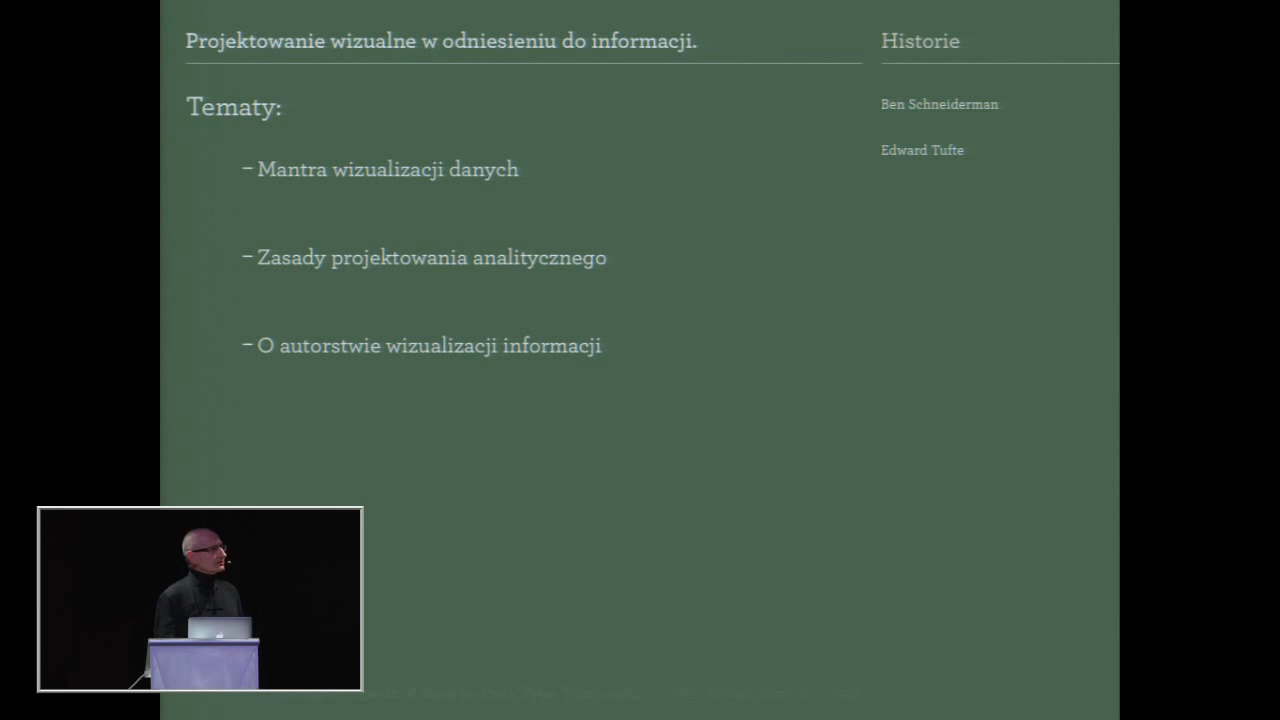 Projektowanie wizualne w odniesieniu do informacji.
Historie
Tematy:
– Mantra wizualizacji danych
– Zasady projektowania analitycznego
– O autorstwie wizualizacji informacji
Ben Schneiderman
Edward Tufte